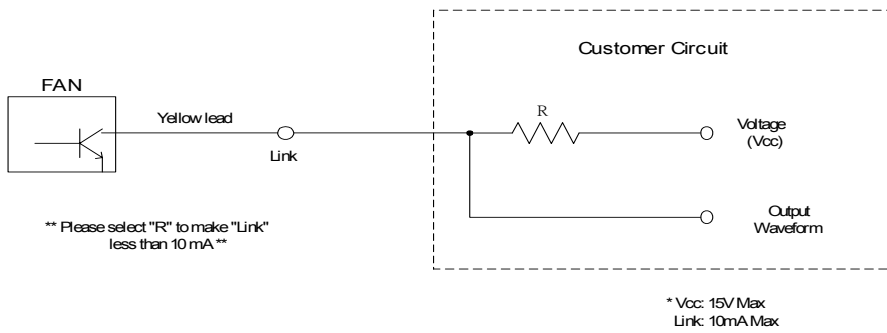 Customer Circuit
FAN
Yellow lead
R
Voltage
(Vcc)
Link
Output
Waveform
** Please select "R" to make "Link"
less than 10 mA **
* Vcc: 15V Max
Link: 10mA Max